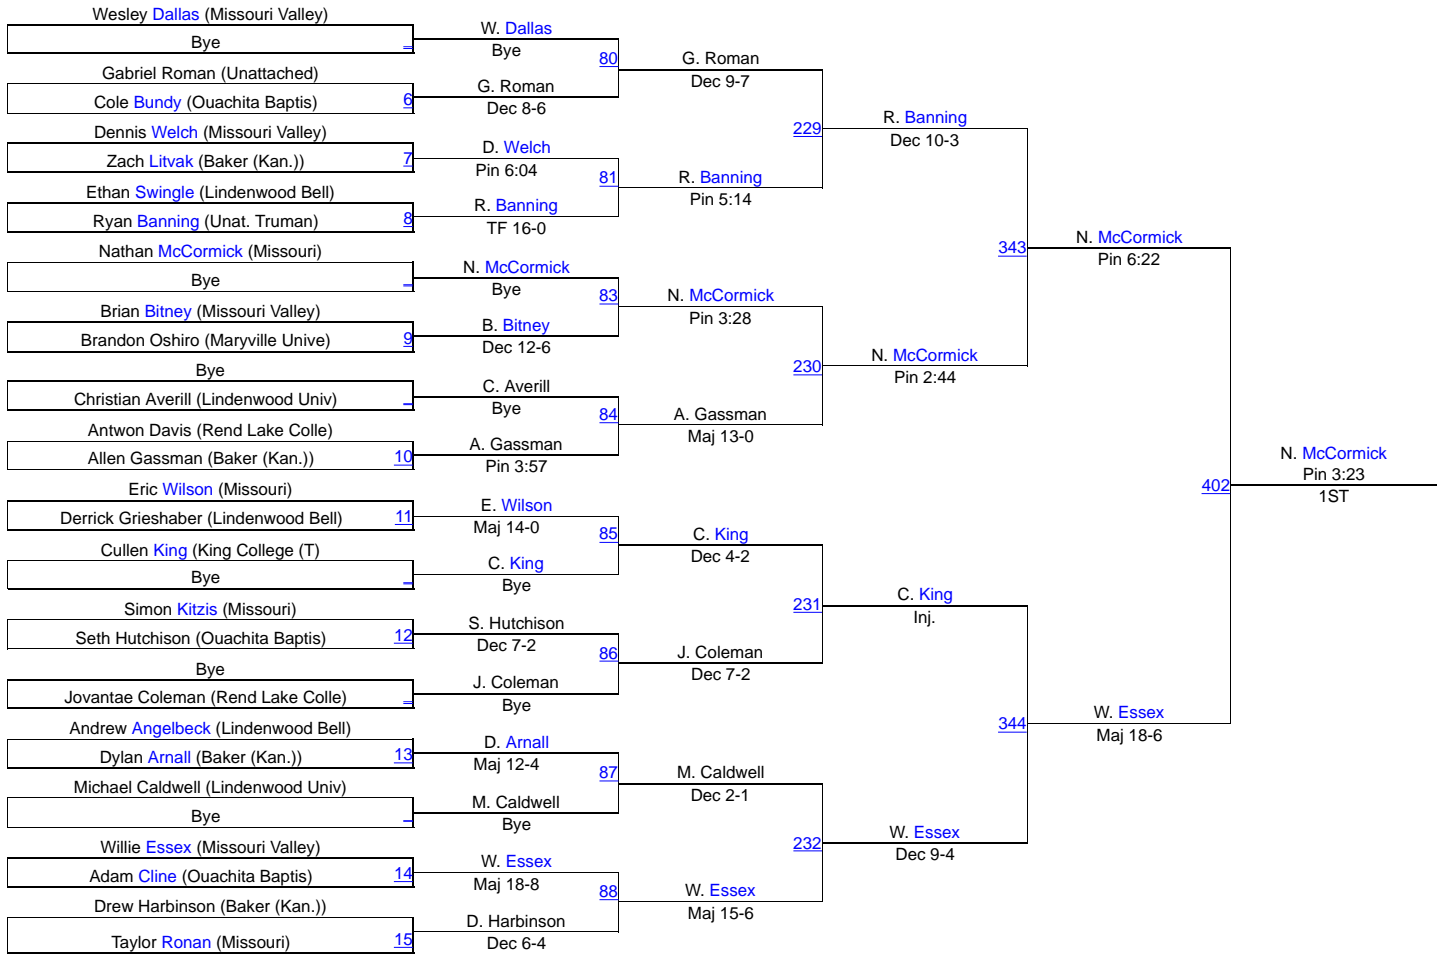 Wesley Dallas (Missouri Valley)
Bye
Gabriel Roman (Unattached)
Cole Bundy (Ouachita Baptis) 6
Dennis Welch (Missouri Valley)
Zach Litvak (Baker (Kan.)) 7
Ethan Swingle (Lindenwood Bell)
Ryan Banning (Unat. Truman) 8
Nathan McCormick (Missouri)
Bye
Brian Bitney (Missouri Valley)
Brandon Oshiro (Maryville Unive) 9
Bye
Christian Averill (Lindenwood Univ)
Antwon Davis (Rend Lake Colle)
Allen Gassman (Baker (Kan.)) 10
Eric Wilson (Missouri)
Derrick Grieshaber (Lindenwood Bell) 11
Cullen King (King College (T)
Bye
Simon Kitzis (Missouri)
Seth Hutchison (Ouachita Baptis) 12
Bye
Jovantae Coleman (Rend Lake Colle)
Andrew Angelbeck (Lindenwood Bell)
Dylan Arnall (Baker (Kan.)) 13
Michael Caldwell (Lindenwood Univ)
Bye
Willie Essex (Missouri Valley)
Adam Cline (Ouachita Baptis) 14
Drew Harbinson (Baker (Kan.))
Taylor Ronan (Missouri) 15
W. Dallas
Bye
80
G. Roman
Dec 8-6
D. Welch
Pin 6:04
81
R. Banning
TF 16-0
N. McCormick
Bye
83
B. Bitney
Dec 12-6
C. Averill
Bye
84
A. Gassman
Pin 3:57
E. Wilson
Maj 14-0
85
C. King
Bye
S. Hutchison
Dec 7-2
86
J. Coleman
Bye
D. Arnall
Maj 12-4
87
M. Caldwell
Bye
W. Essex
Maj 18-8
88
D. Harbinson
Dec 6-4
G. Roman
Dec 9-7
229
R. Banning
Pin 5:14
N. McCormick
Pin 3:28
230
A. Gassman
Maj 13-0
C. King
Dec 4-2
231
J. Coleman
Dec 7-2
M. Caldwell
Dec 2-1
232
W. Essex
Maj 15-6
R. Banning
Dec 10-3
343
N. McCormick
Pin 2:44
C. King
Inj.
344
W. Essex
Dec 9-4
N. McCormick
Pin 6:22
402
W. Essex
Maj 18-6
N. McCormick
Pin 3:23
1ST